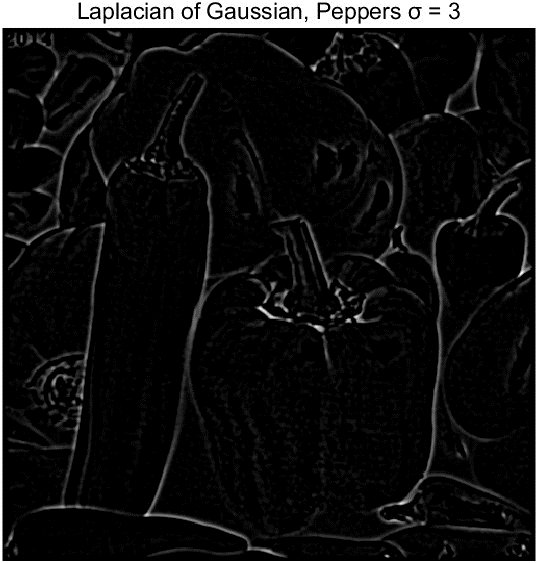 Laplacian of Gaussian, Peppers σ = 3